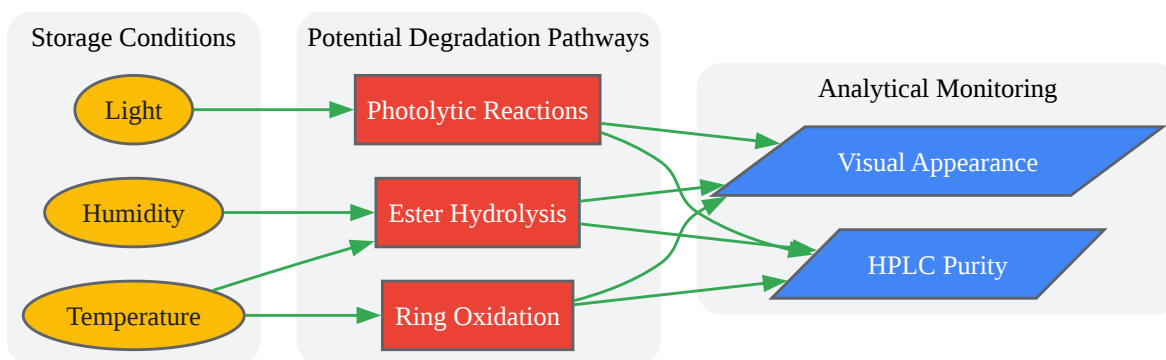 Storage Conditions
Potential Degradation Pathways
Analytical Monitoring
Light
Photolytic Reactions
Visual Appearance
Humidity
Ester Hydrolysis
HPLC Purity
Temperature
Ring Oxidation